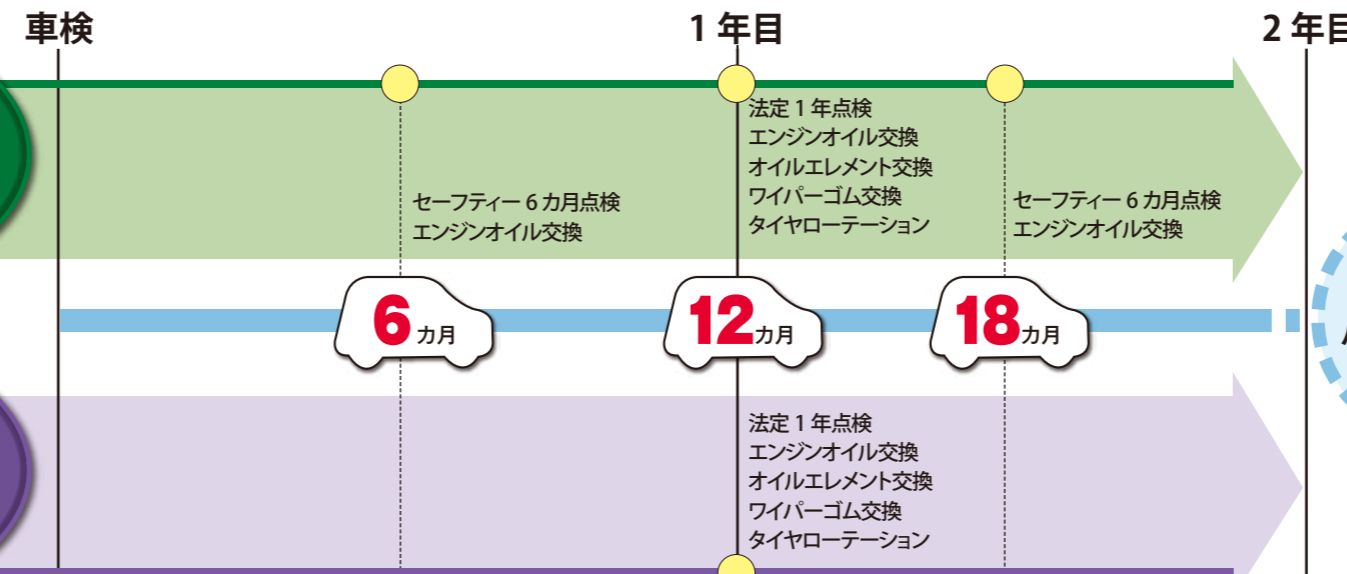 車検
1 年目
2 年目
法定 1 年点検
エンジンオイル交換
オイルエレメント交換
ワイパーゴム交換
タイヤローテーション
セーフティー 6 カ月点検
エンジンオイル交換
セーフティー 6 カ月点検
エンジンオイル交換
6 カ月
12 カ月
18 カ月
法定 1 年点検
エンジンオイル交換
オイルエレメント交換
ワイパーゴム交換
タイヤローテーション